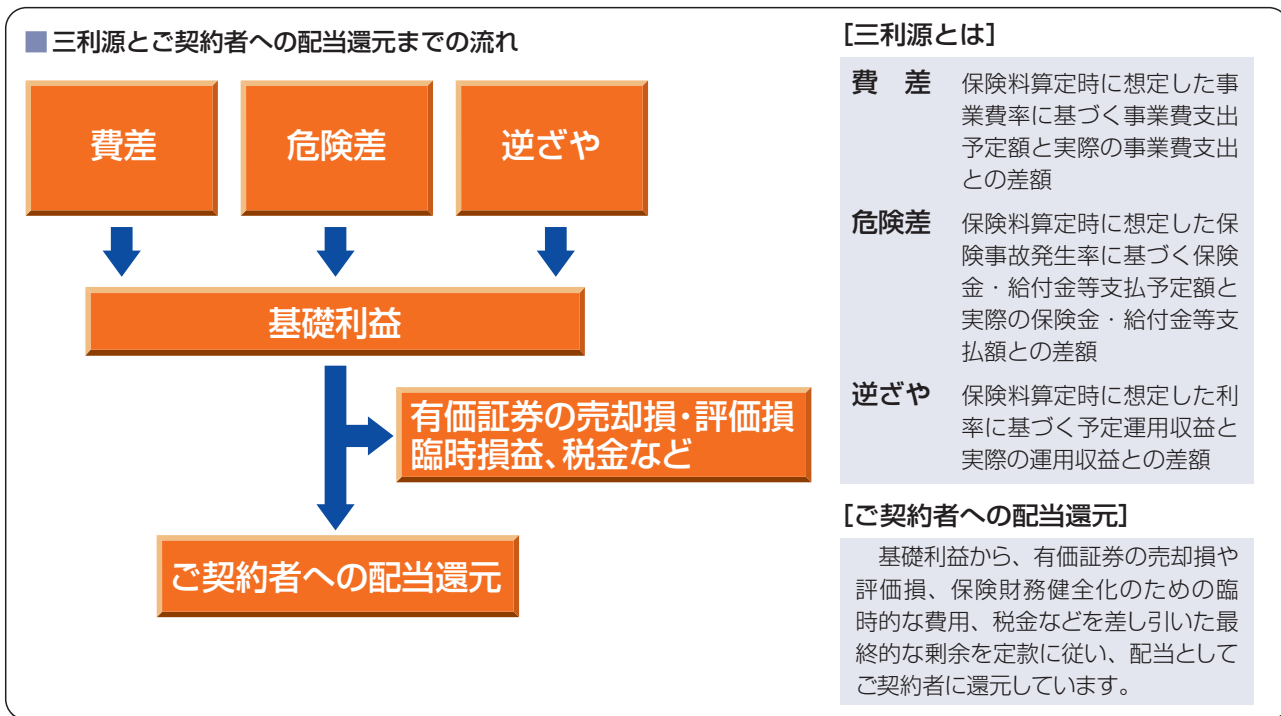 三利源とご契約者への配当還元までの流れ
費差
危険差
逆ざや
基礎利益
有価証券の売却損・評価損
臨時損益、税金など
ご契約者への配当還元
[三利源とは]
費　差　保険料算定時に想定した事
業費率に基づく事業費支出
予定額と実際の事業費支出
との差額
危険差　保険料算定時に想定した保
険事故発生率に基づく保険
金・給付金等支払予定額と
実際の保険金・給付金等支
払額との差額
逆ざや　保険料算定時に想定した利
率に基づく予定運用収益と
実際の運用収益との差額
[ご契約者への配当還元]
　基礎利益から、有価証券の売却損や
評価損、保険財務健全化のための臨
時的な費用、税金などを差し引いた最
終的な剰余を定款に従い、配当として
ご契約者に還元しています。